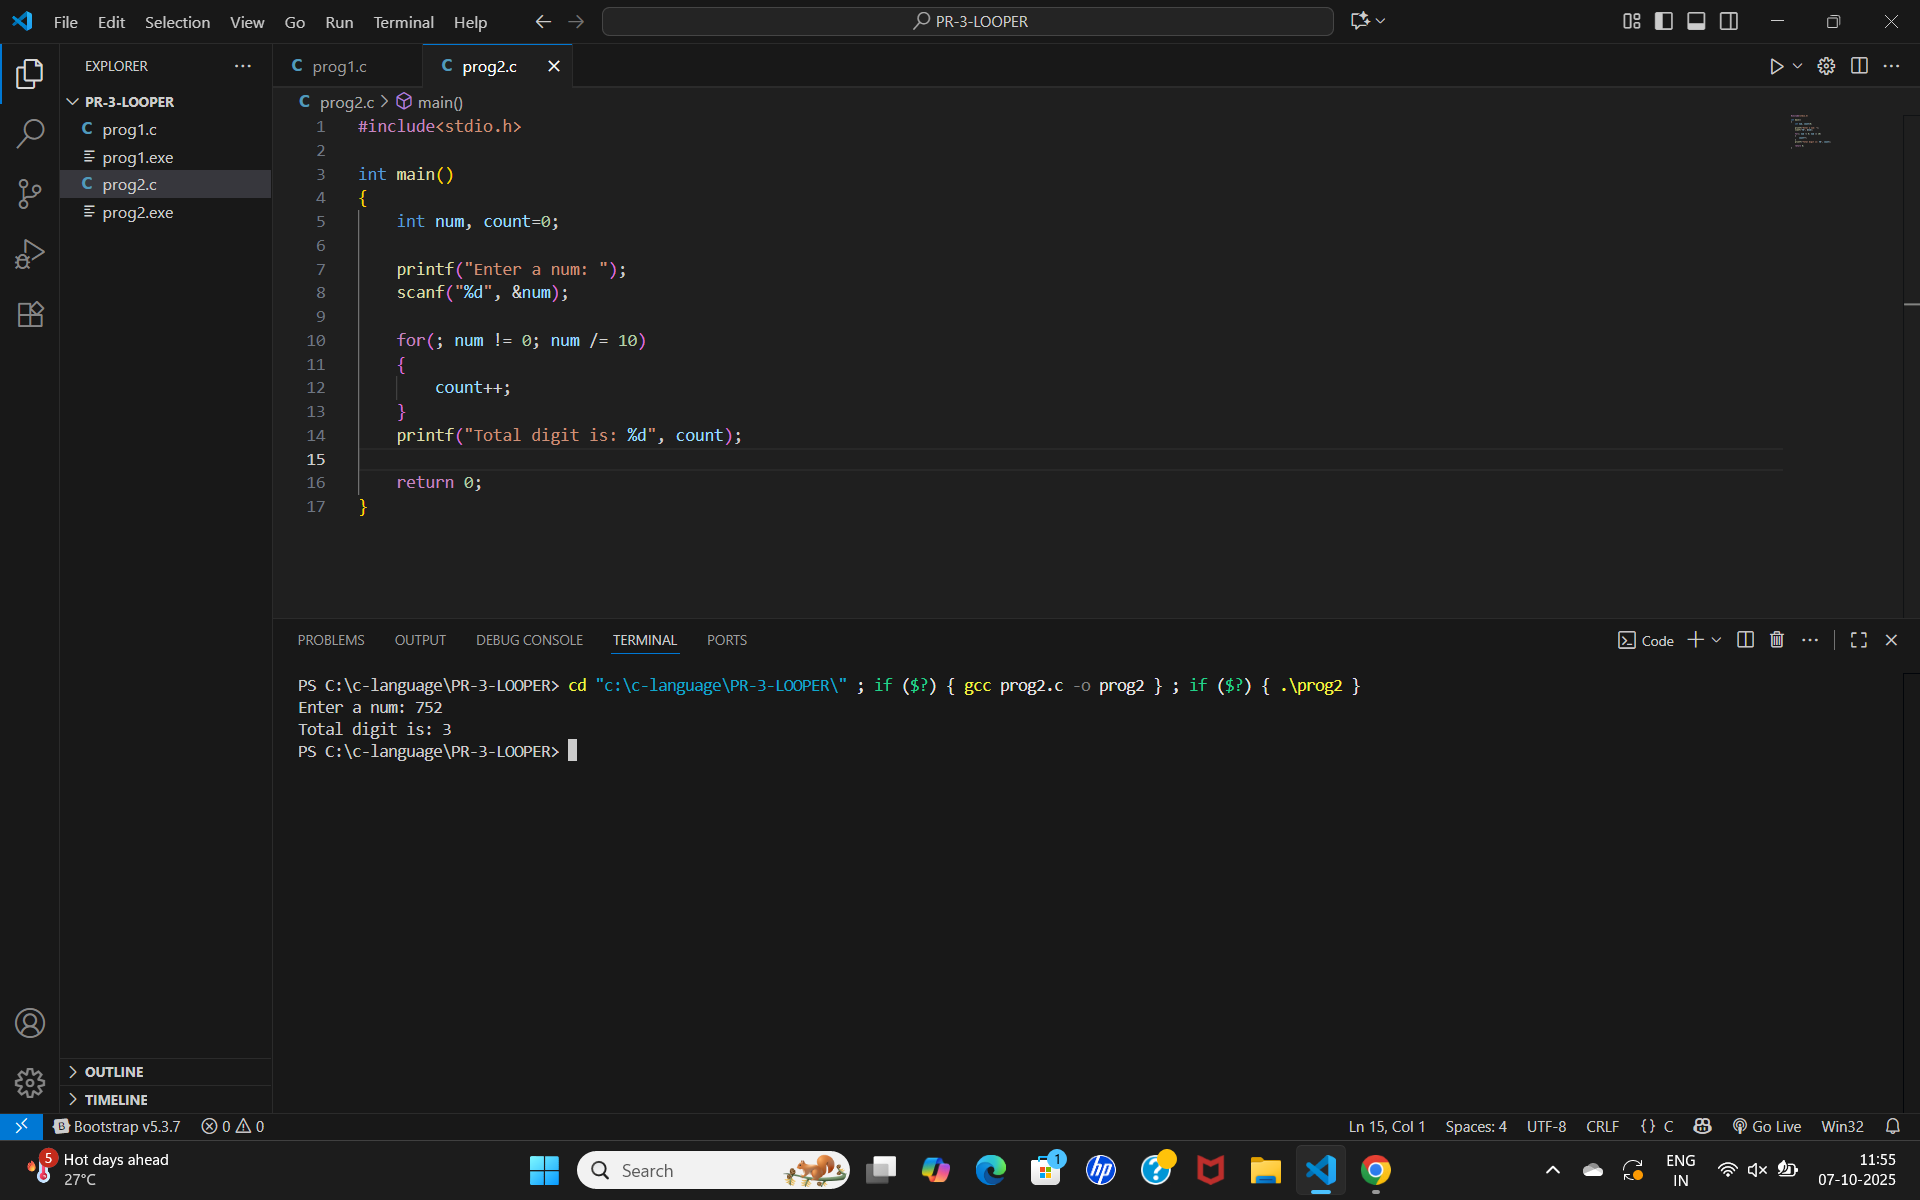 File Edit Selection View Go Run Terminal Help
PR-3-LOOPER
EXPLORER
PR-3-LOOPER
C prog1.c
prog1.exe
C prog2.c
prog2.exe
OUTLINE
TIMELINE
C prog1.c
C prog2.c
C prog2.c > main()
1 #include<stdio.h>
2
3 int main()
4 {
5 int num, count=0;
6
7 printf("Enter a num: ");
8 scanf("%d", &num);
9
10 for(; num != 0; num /= 10)
11 {
12 count++;
13 }
14 printf("Total digit is: %d", count);
15
16 return 0;
17 }
PROBLEMS OUTPUT DEBUG CONSOLE TERMINAL PORTS
Code
PS C:\c-language\PR-3-LOOPER> cd "c:\c-language\PR-3-LOOPER\" ; if ($?) { gcc prog2.c -o prog2 } ; if ($?) { .\prog2 }
Enter a num: 752
Total digit is: 3
PS C:\c-language\PR-3-LOOPER>
B Bootstrap v5.3.7 0 0
Ln 15, Col 1 Spaces: 4 UTF-8 CRLF {} C Go Live Win32
5
Hot days ahead
27°C
Search
1
hp
?
ENG
IN
11:55
07-10-2025